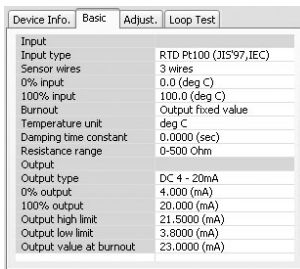 Device Info. Basic Adjust. Loop Test
Input
Input type RTD Pt100 (JIS'97,IEC)
Sensor wires 3 wires
0% input 0.0 (deg C)
100% input 100.0 (deg C)
Burnout Output fixed value
Temperature unit deg C
Damping time constant 0.0000 (sec)
Resistance range 0-500 Ohm
Output
Output type DC 4 - 20mA
0% output 4.000 (mA)
100% output 20.000 (mA)
Output high limit 21.5000 (mA)
Output low limit 3.8000 (mA)
Output value at burnout 23.0000 (mA)